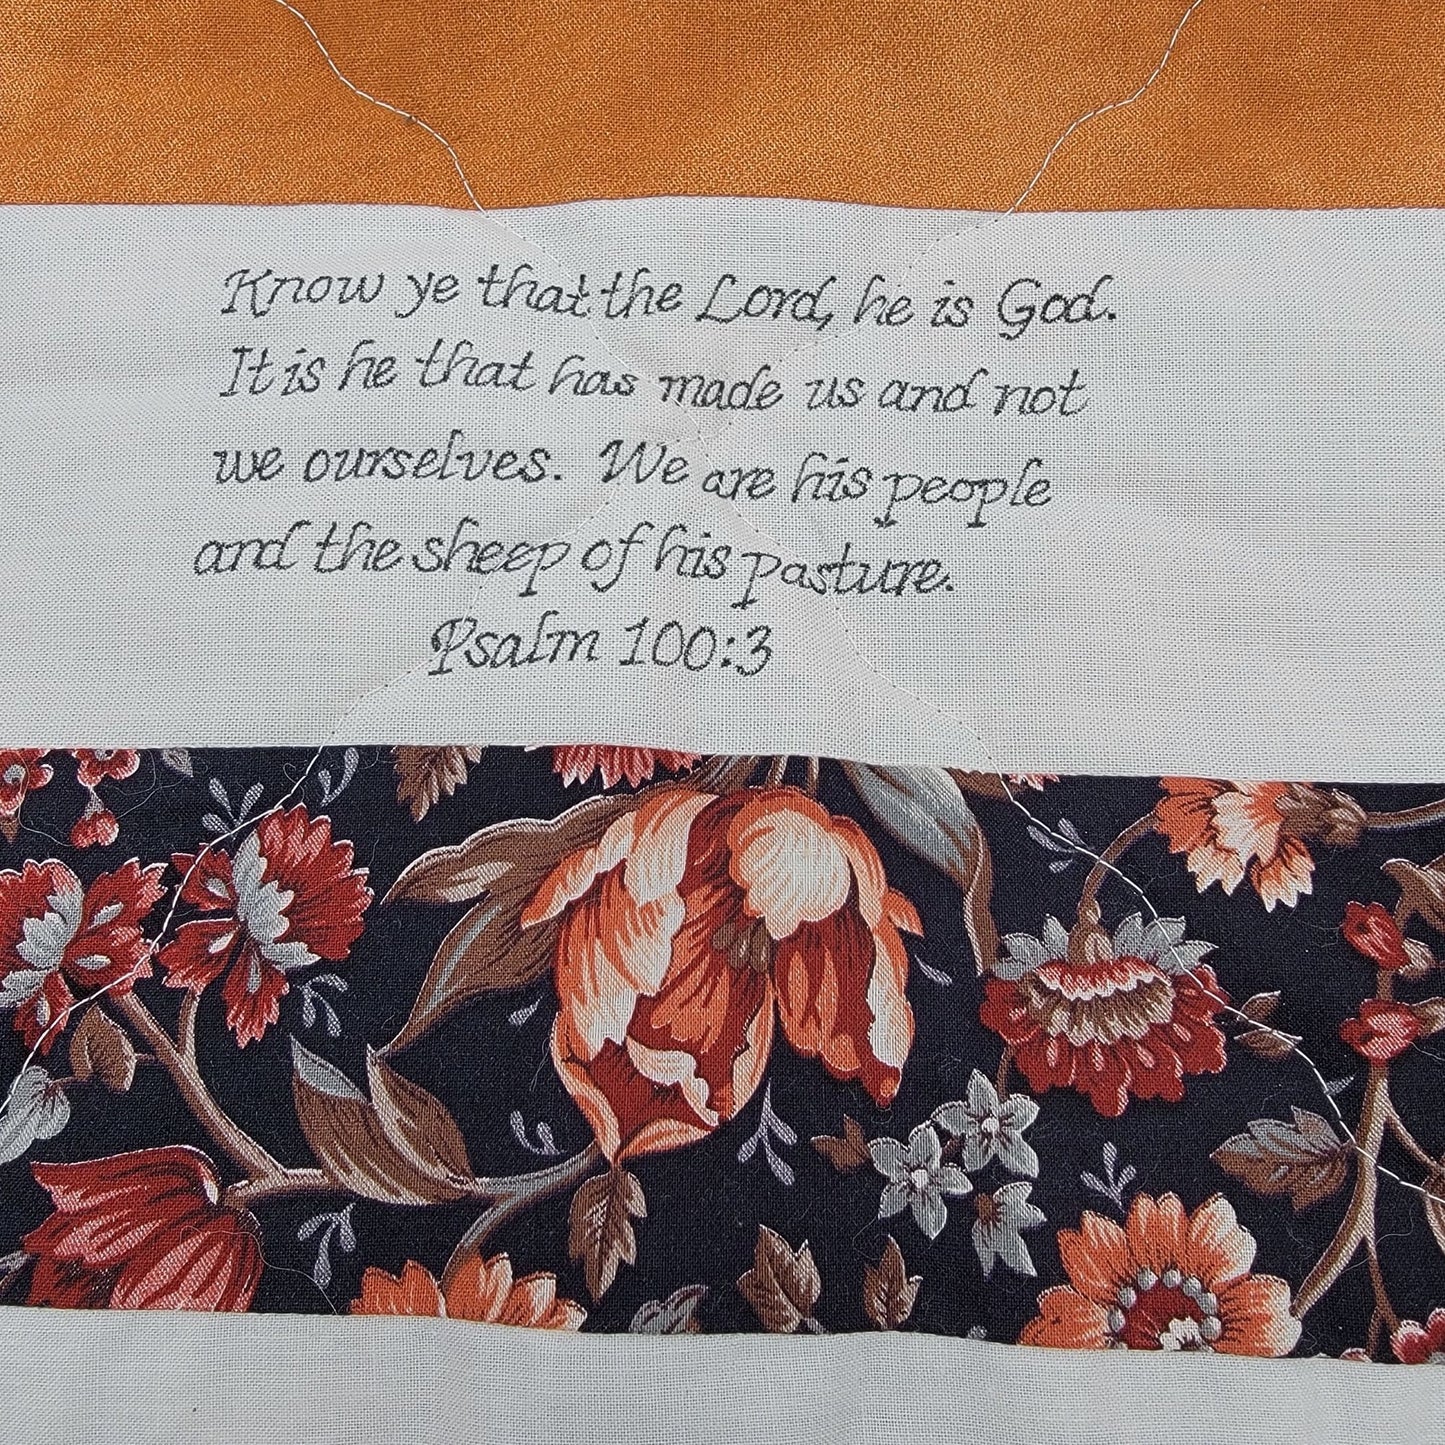 Know ye that the Lord, he is God.
It is he that has made us and not
we ourselves. We are his people
and the sheep of his pasture.
Psalm 100:3